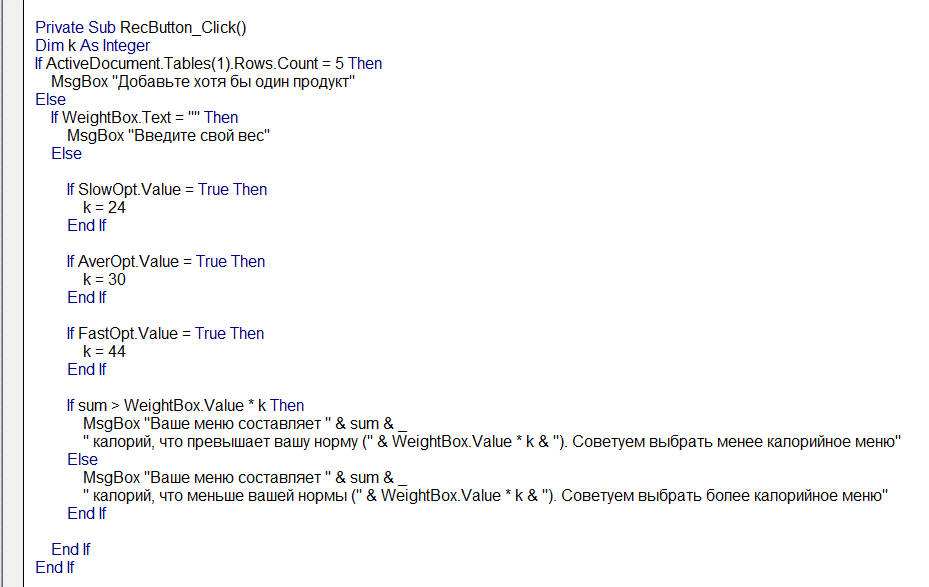 Private Sub RecButton_Click()
Dim k As Integer
If ActiveDocument.Tables(1).Rows.Count = 5 Then
    MsgBox "Добавьте хотя бы один продукт"
Else
    If WeightBox.Text = "" Then
        MsgBox "Введите свой вес"
    Else
        If SlowOpt.Value = True Then
            k = 24
        End If
        If AverOpt.Value = True Then
            k = 30
        End If
        If FastOpt.Value = True Then
            k = 44
        End If
        If sum > WeightBox.Value * k Then
            MsgBox "Ваше меню составляет " & sum & _
            " калорий, что превышает вашу норму (" & WeightBox.Value * k & "). Советуем выбрать менее калорийное меню"
        Else
            MsgBox "Ваше меню составляет " & sum & _
            " калорий, что меньше вашей нормы (" & WeightBox.Value * k & "). Советуем выбрать более калорийное меню"
        End If
    End If
End If